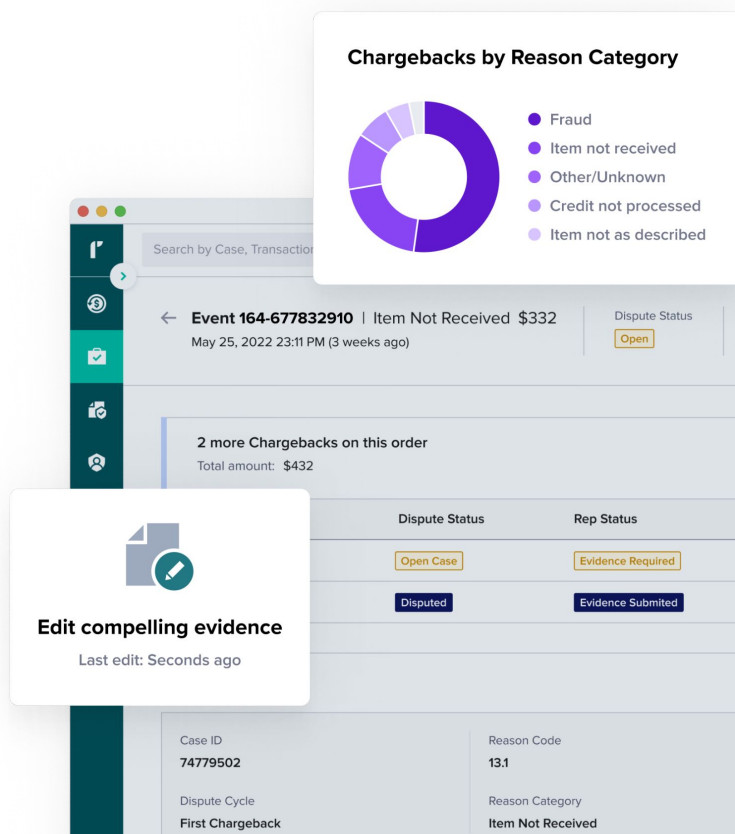 Chargebacks by Reason Category
Fraud
Item not received
Other/Unknown
Credit not processed
Item not as described
Search by Case, Transaction
Event 164-677832910 | Item Not Received $332
May 25, 2022 23:11 PM (3 weeks ago)
Dispute Status
Open
2 more Chargebacks on this order
Total amount: $432
Dispute Status Rep Status
Open Case Evidence Required
Disputed Evidence Submited
Edit compelling evidence
Last edit: Seconds ago
Case ID
74779502
Reason Code
13.1
Dispute Cycle
First Chargeback
Reason Category
Item Not Received